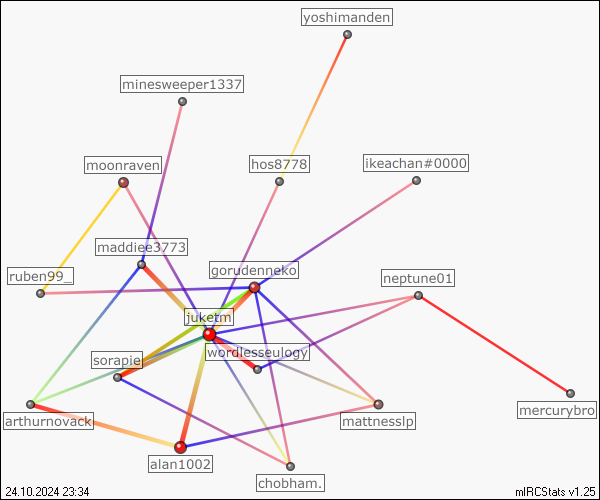 yoshimanden
minesweeper1337
moonraven
hos8778
ikeachan#0000
maddiee3773
ruben99_
gorudenneko
neptune01
juketm
wordlesseulogy
sorapie
arthurnovack
mattnesslp
mercurybro
alan1002
chobham.
24.10.2024 23:34
mIRCStats v1.25